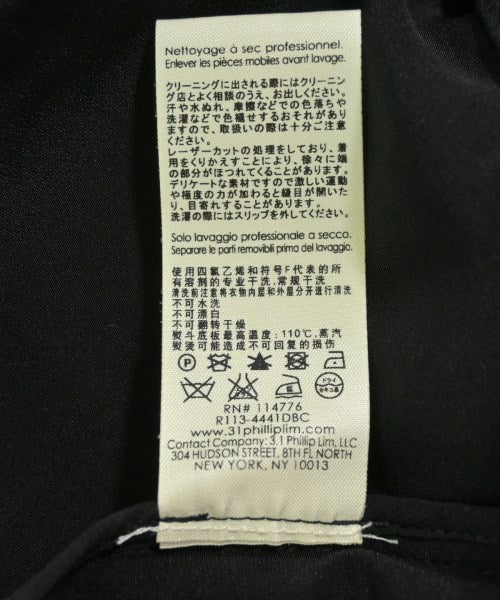 Nettoyage à sec professionnel.
Enlever les pièces mobiles avant lavage.
クリーニングに出される際にはクリーニン
グ店とよく相談のうえ、お出しください。
汗や水ぬれ、摩擦などでの色落ちや
洗濯などで色褪せするおそれがあり
ますので、取扱いの際は十分ご注意
ください。
レーザーカットの処理をしており、着
用をくりかえすことにより、徐々に端
の部分がほつれてくることがあります。
デリケートな素材ですので激しい運動
や極度の力が加わると縫目が開いた
り、目寄れすることがあります。
洗濯の際にはスリップを外してください。
Solo lavaggio professionale a secco.
Separare le parti removibili prima del lavaggio.
使用四氯乙烯和符号F代表的所
有溶剂的专业干洗,常规干洗
清洗前注意将衣物内层和外层分开进行清洗
不可水洗
不可漂白
不可翻转干燥
熨斗底板最高温度:110℃,蒸汽
熨烫可能造成不可回复的损伤
P
ドライ
セキユ系
RN# 114776
R113-4441DBC
www.31philliplim.com
Contact Company: 3.1 Phillip Lim, LLC
304 HUDSON STREET, 8TH FL NORTH
NEW YORK, NY 10013